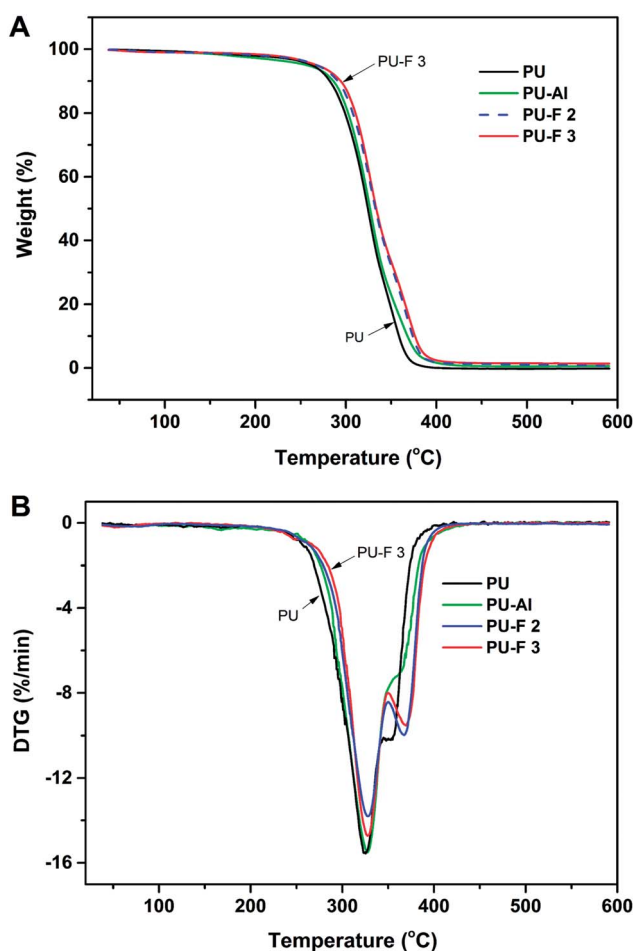 A
100
80
60
40
20
0
Weight (%)
PU-F 3
PU
PU
PU-Al
PU-F 2
PU-F 3
100
200
300
400
500
600
Temperature (°C)
B
0
-4
-8
-12
-16
DTG (%/min)
PU-F 3
PU
PU
PU-Al
PU-F 2
PU-F 3
100
200
300
400
500
600
Temperature (°C)